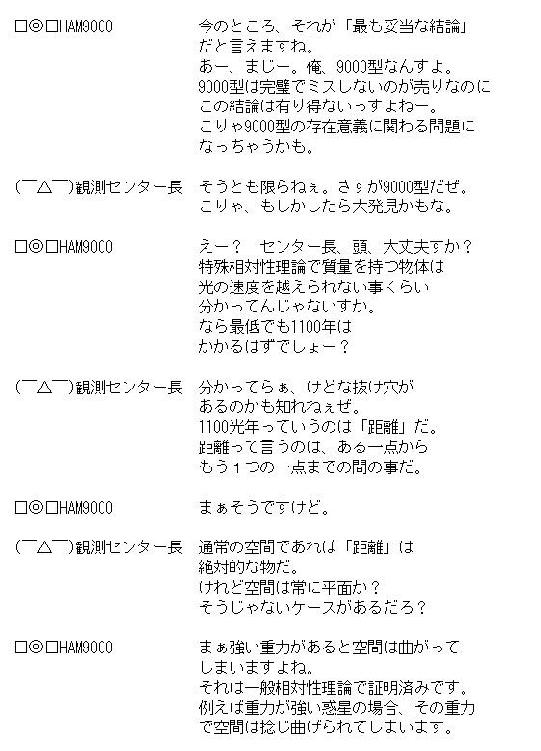 □◎□HAM9000 今のところ、それが「最も妥当な結論」
だと言えますね。
あー、まじー。俺、9000型なんすよ。
9000型は完璧でミスしないのが売りなのに
この結論は有り得ないっすよねー。
こりゃ9000型の存在意義に関わる問題に
なっちゃうかも。
(￣△￣)観測センター長 そうとも限らねぇ。さすが9000型だぜ。
こりゃ、もしかしたら大発見かもな。
□◎□HAM9000 えー？　センター長、頭、大丈夫すか？
特殊相対性理論で質量を持つ物体は
光の速度を越えられない事くらい
分かってんじゃないすか。
なら最低でも1100年は
かかるはずでしょー？
(￣△￣)観測センター長 分かってらぁ、けどな抜け穴が
あるのかも知れねぇぜ。
1100光年っていうのは「距離」だ。
距離って言うのは、ある一点から
もう１つの一点までの間の事だ。
□◎□HAM9000 まぁそうですけど。
(￣△￣)観測センター長 通常の空間であれば「距離」は
絶対的な物だ。
けれど空間は常に平面か？
そうじゃないケースがあるだろ？
□◎□HAM9000 まぁ強い重力があると空間は曲がって
しまいますよね。
それは一般相対性理論で証明済みです。
例えば重力が強い惑星の場合、その重力
で空間は捻じ曲げられてしまいます。